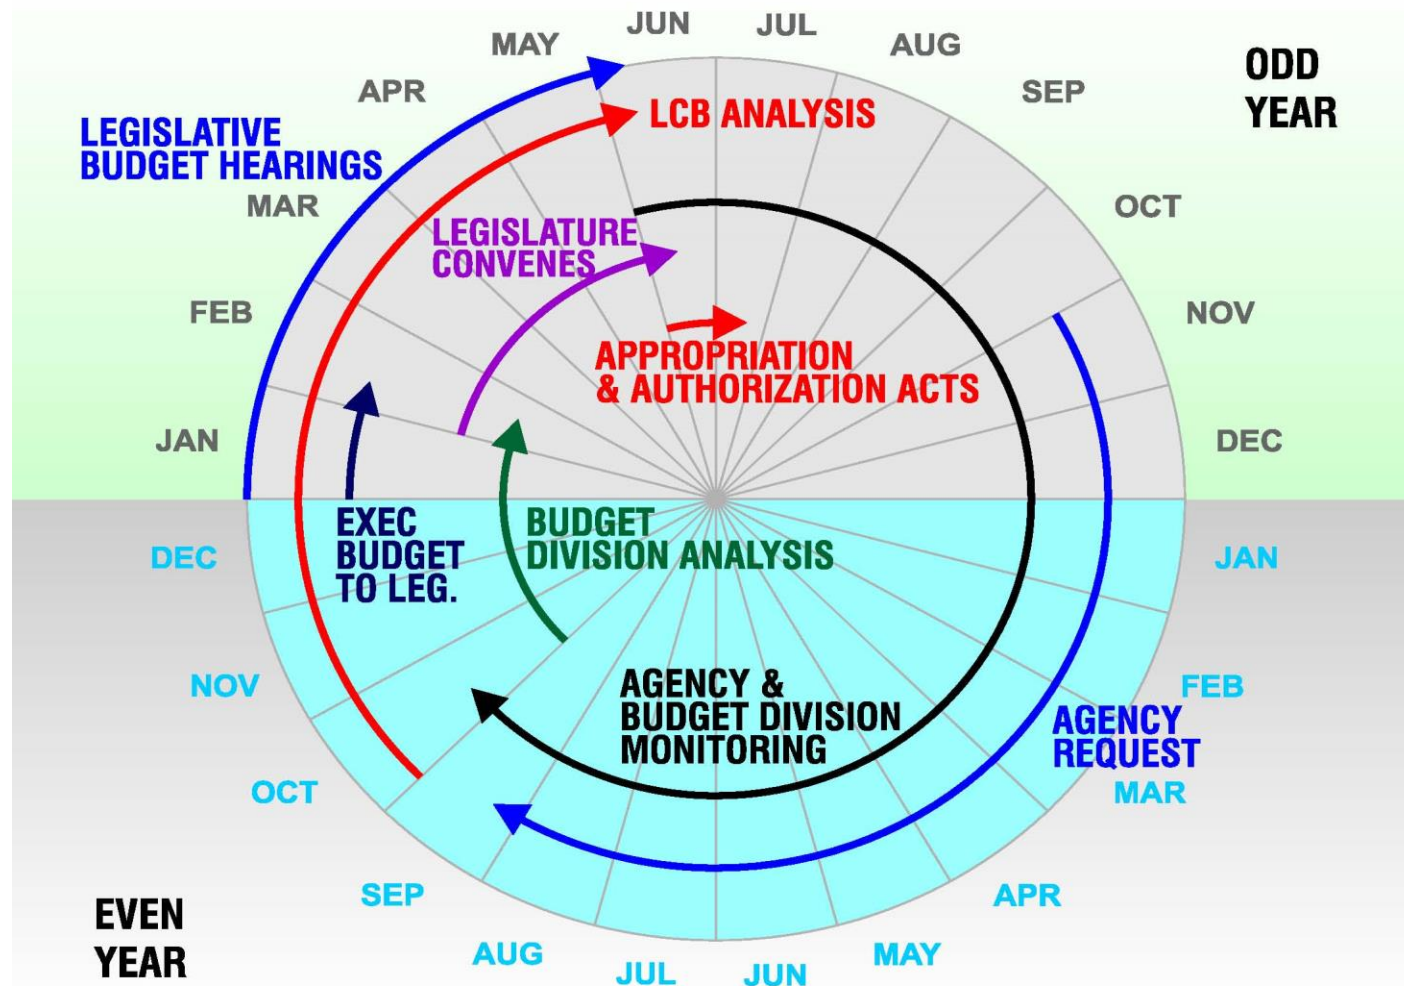 JUN
JUL
MAY
AUG
ODD
YEAR
APR
SEP
LEGISLATIVE
BUDGET HEARINGS
LCB ANALYSIS
MAR
OCT
LEGISLATURE
CONVENES
FEB
NOV
APPROPRIATION
& AUTHORIZATION ACTS
JAN
DEC
EXEC
BUDGET
TO LEG.
BUDGET
DIVISION ANALYSIS
DEC
JAN
NOV
FEB
AGENCY &
BUDGET DIVISION
MONITORING
AGENCY
REQUEST
OCT
MAR
SEP
APR
EVEN
YEAR
AUG
MAY
JUL
JUN